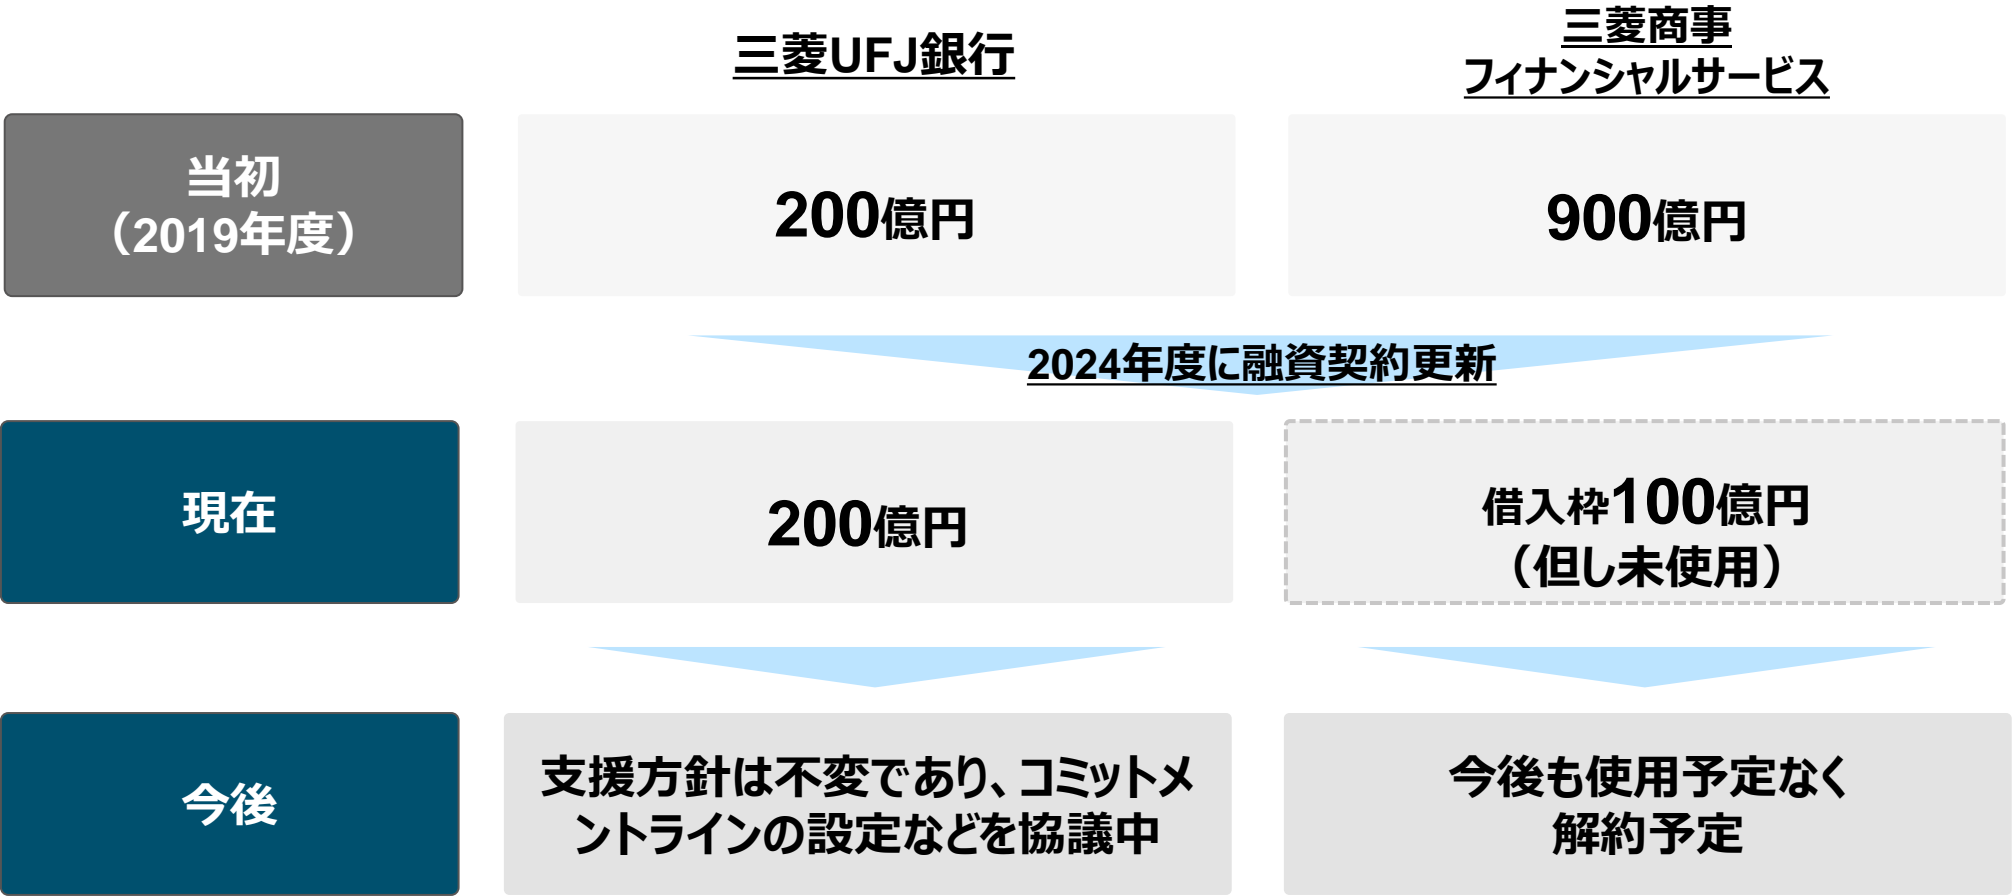 三菱UFJ銀行
三菱商事
フィナンシャルサービス
当初
（2019年度）
200億円
900億円
2024年度に融資契約更新
現在
200億円
借入枠100億円
（但し未使用）
今後
支援方針は不変であり、コミットメ
ントラインの設定などを協議中
今後も使用予定なく
解約予定